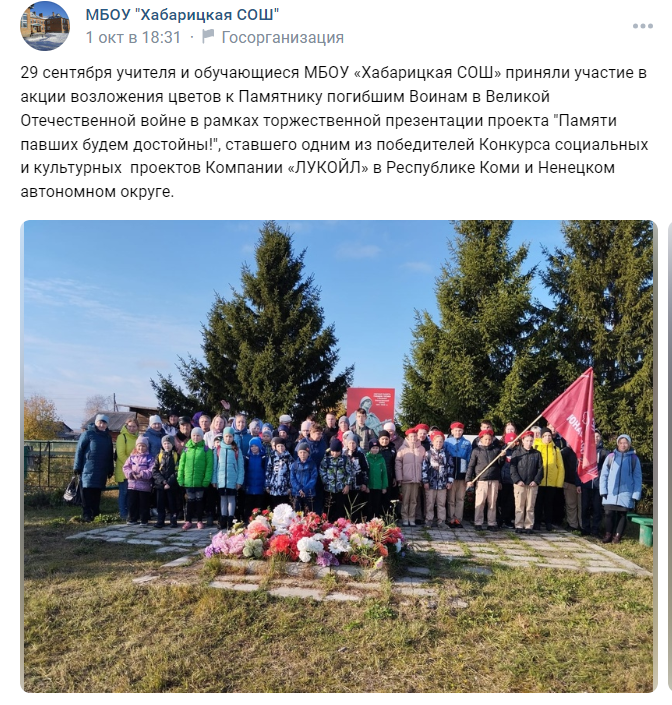 МБОУ "Хабарицкая СОШ"
1 окт в 18:31 · Госорганизация
29 сентября учителя и обучающиеся МБОУ «Хабарицкая СОШ» приняли участие в
акции возложения цветов к Памятнику погибшим Воинам в Великой
Отечественной войне в рамках торжественной презентации проекта "Памяти
павших будем достойны!", ставшего одним из победителей Конкурса социальных
и культурных  проектов Компании «ЛУКОЙЛ» в Республике Коми и Ненецком
автономном округе.